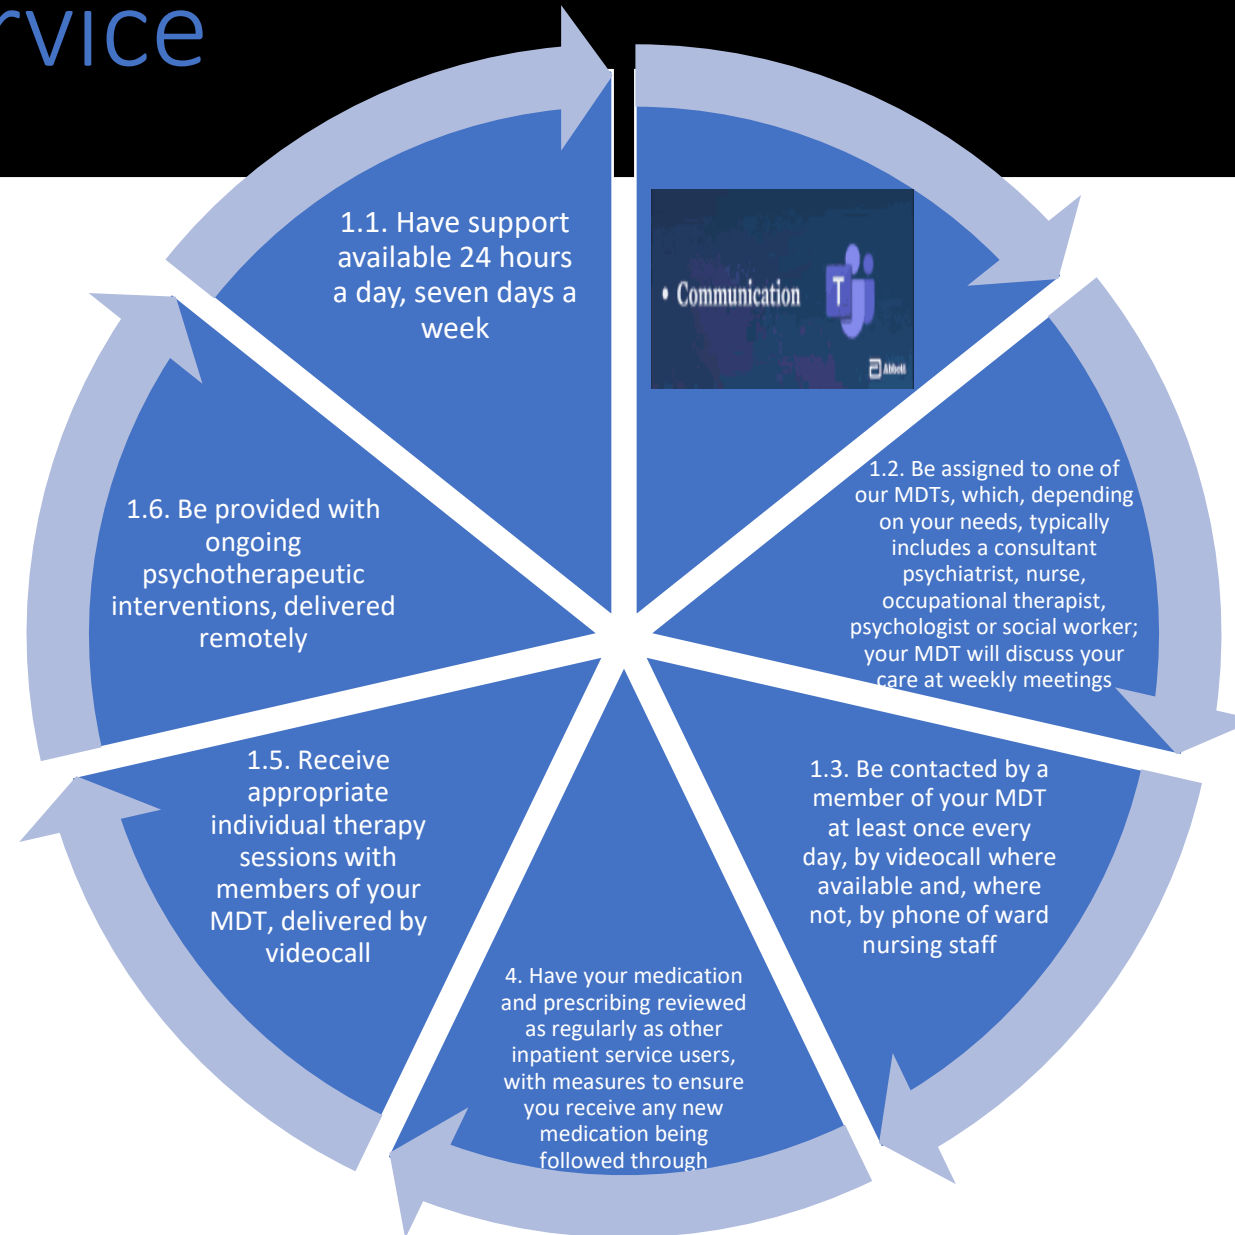 rvice
1.1. Have support
available 24 hours
a day, seven days a
week
• Communication
T
Abbott
1.2. Be assigned to one of
our MDTs, which, depending
on your needs, typically
includes a consultant
psychiatrist, nurse,
occupational therapist,
psychologist or social worker;
your MDT will discuss your
care at weekly meetings
1.3. Be contacted by a
member of your MDT
at least once every
day, by videocall where
available and, where
not, by phone of ward
nursing staff
4. Have your medication
and prescribing reviewed
as regularly as other
inpatient service users,
with measures to ensure
you receive any new
medication being
followed through
1.5. Receive
appropriate
individual therapy
sessions with
members of your
MDT, delivered by
videocall
1.6. Be provided with
ongoing
psychotherapeutic
interventions, delivered
remotely